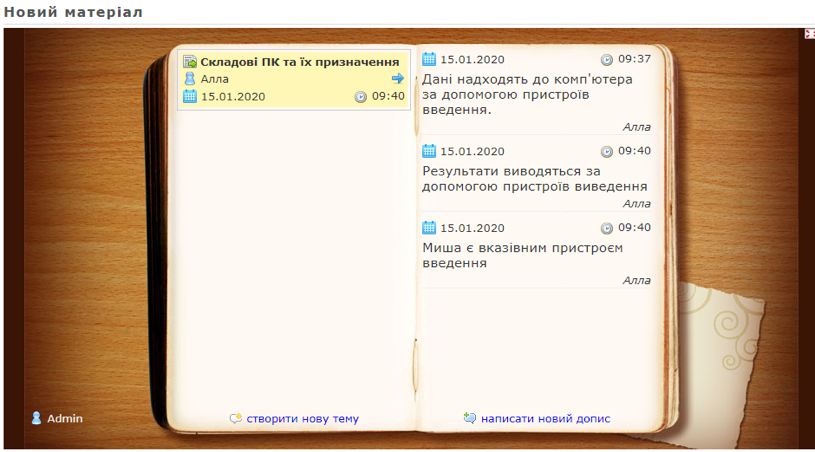 Новий матеріал
Складові ПК та їх призначення
Алла
15.01.2020 09:40
15.01.2020 09:37
Дані надходять до комп'ютера
за допомогою пристроїв
введення.
Алла
15.01.2020 09:40
Результати виводяться за
допомогою пристроїв виведення
Алла
15.01.2020 09:40
Миша є вказівним пристроєм
введення
Алла
Admin
створити нову тему
написати новий допис